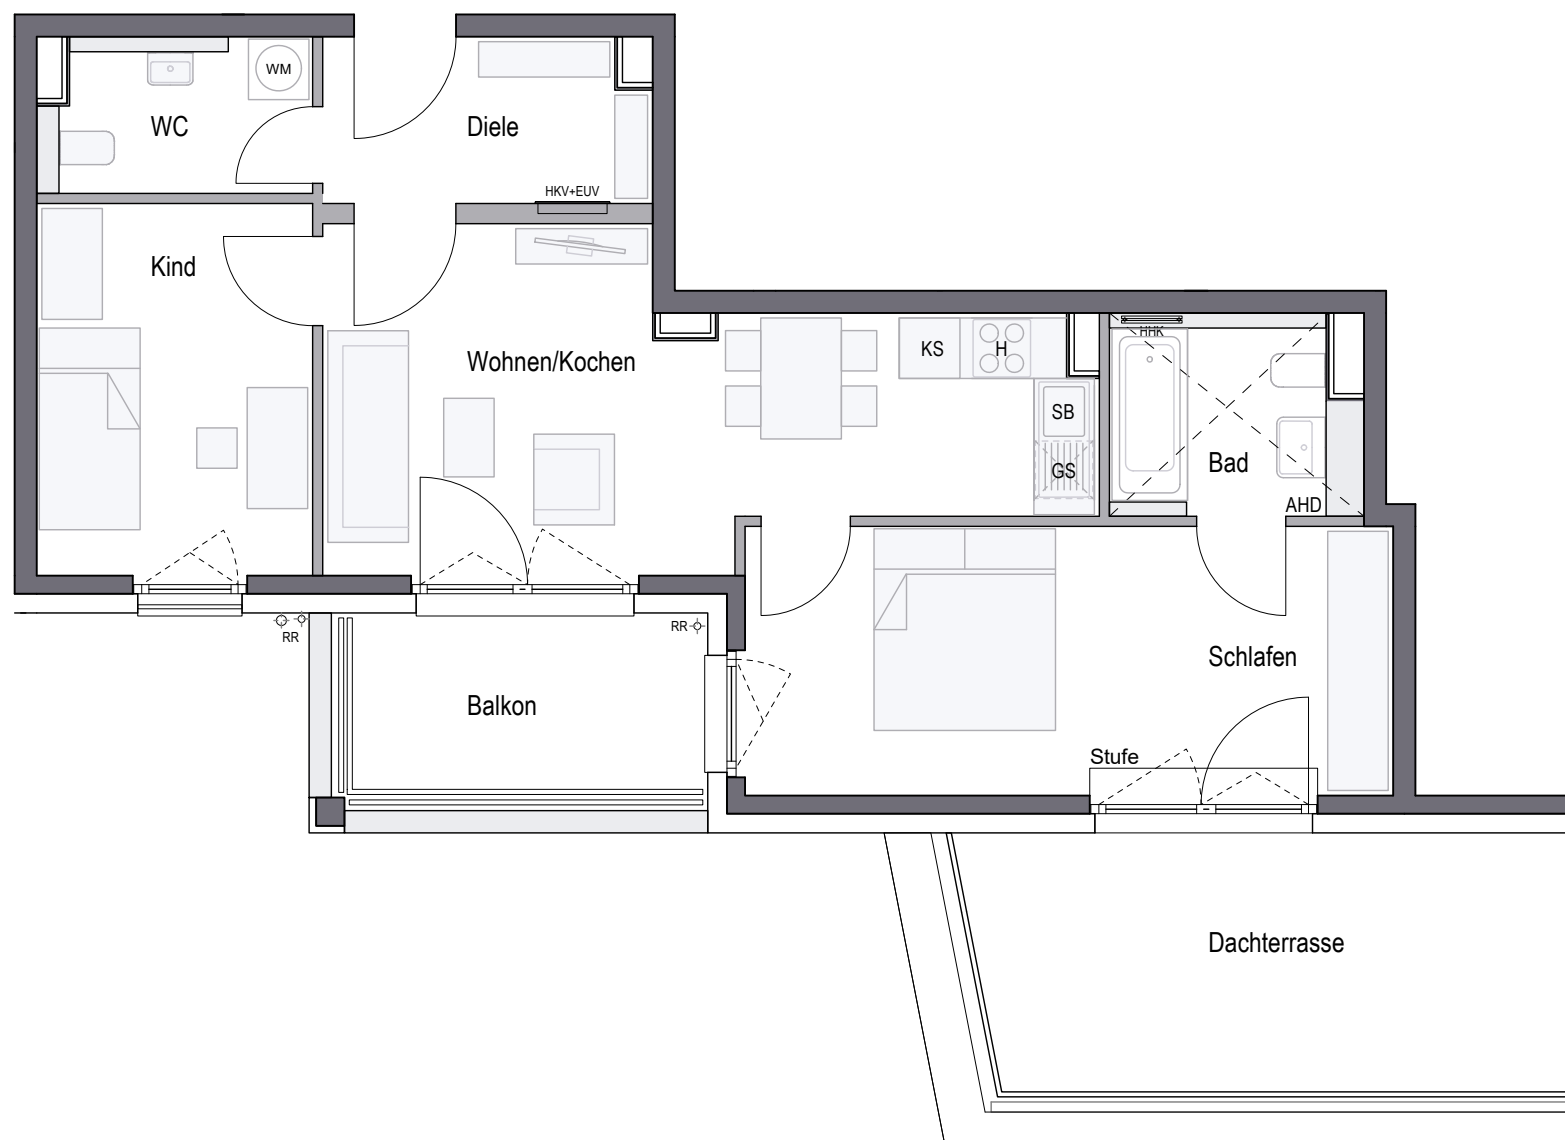 WM
WC
Diele
HKV+EUV
Kind
HHK
KS
H
Wohnen/Kochen
SB
Bad
GS
AHD
RR
RR
Schlafen
Balkon
Stufe
Dachterrasse